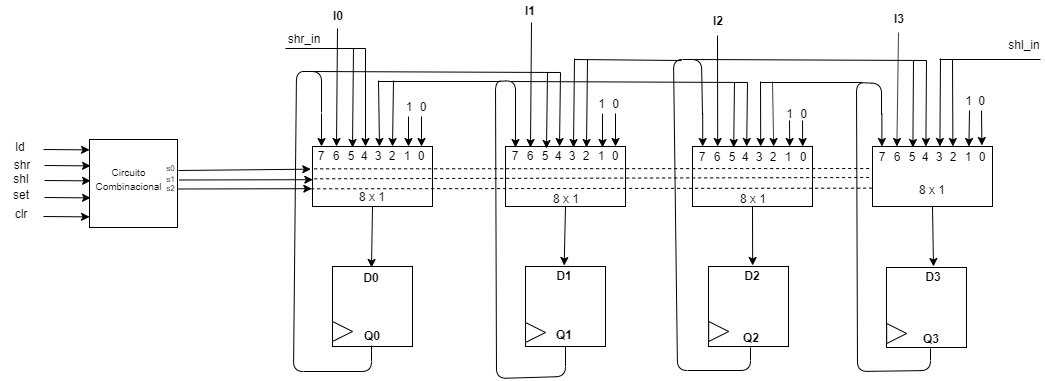 I0 I1 I2 I3
shr_in shl_in
1 0 1 0 1 0 1 0
ld
shr
shl
set
clr
Circuito
Combinacional
s0
s1
s2
7 6 5 4 3 2 1 0
8 x 1
7 6 5 4 3 2 1 0
8 x 1
7 6 5 4 3 2 1 0
8 x 1
7 6 5 4 3 2 1 0
8 x 1
D0 D1 D2 D3
Q0 Q1 Q2 Q3